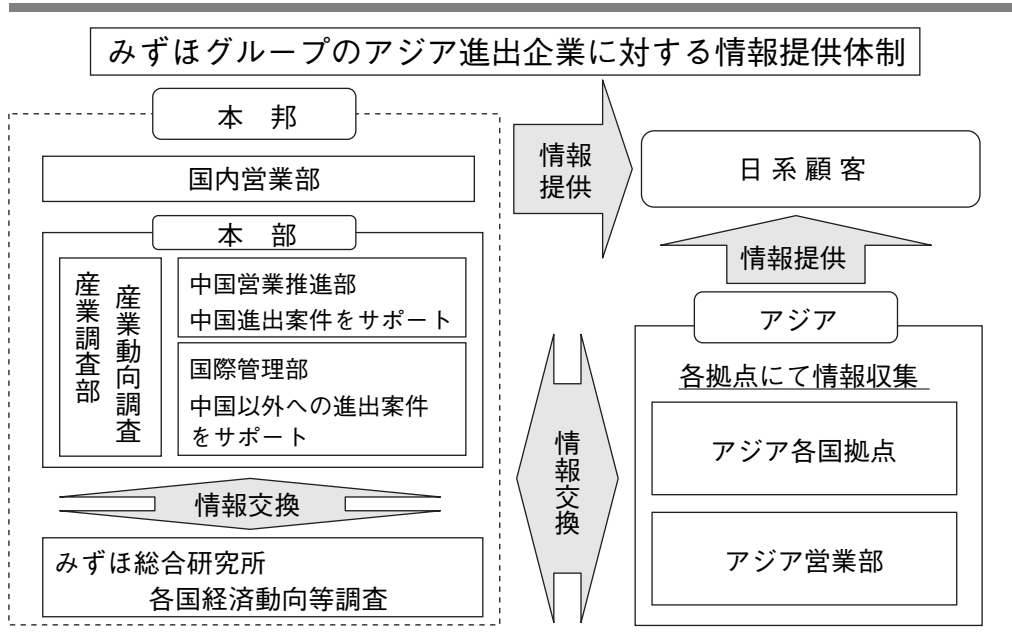 みずほグループのアジア進出企業に対する情報提供体制
本 邦
国内営業部
本 部
産業調査部
産業動向調査
中国営業推進部
中国進出案件をサポート
国際管理部
中国以外への進出案件
をサポート
情報交換
みずほ総合研究所
各国経済動向等調査
情報
提供
日 系 顧 客
情報提供
情報交換
アジア
各拠点にて情報収集
アジア各国拠点
アジア営業部